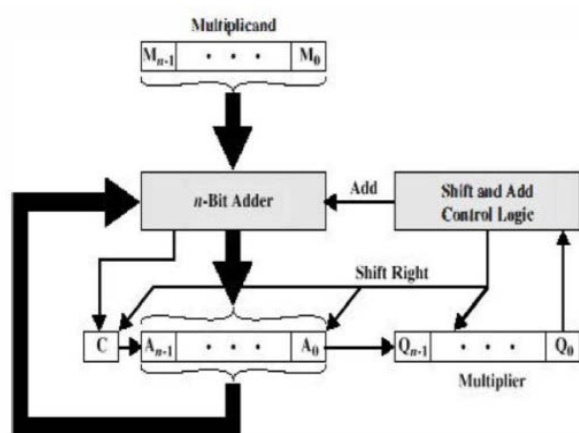 Multiplicand
Mn-1 · · · M0
n-Bit Adder
Add
Shift and Add
Control Logic
Shift Right
C
An-1 · · · A0
Qn-1 · · · Q0
Multiplier